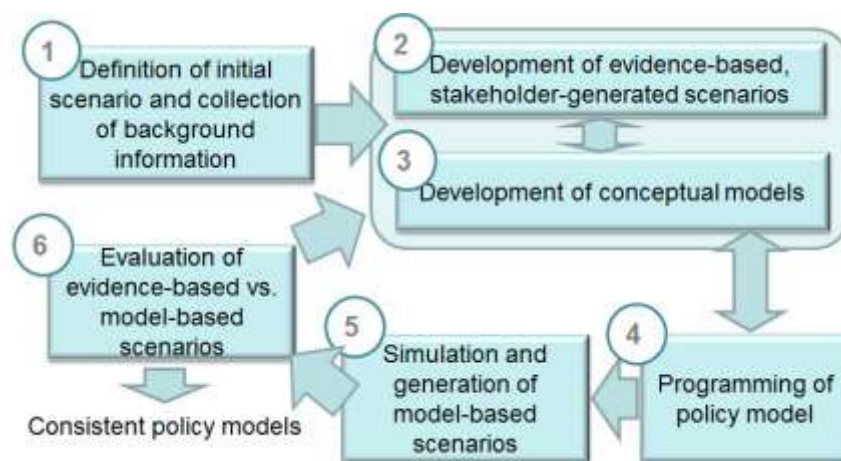 1
Definition of initial
scenario and collection
of background
information
2
Development of evidence-based,
stakeholder-generated scenarios
3
Development of conceptual models
4
Programming of
policy model
5
Simulation and
generation of
model-based
scenarios
6
Evaluation of
evidence-based vs.
model-based
scenarios
Consistent policy models